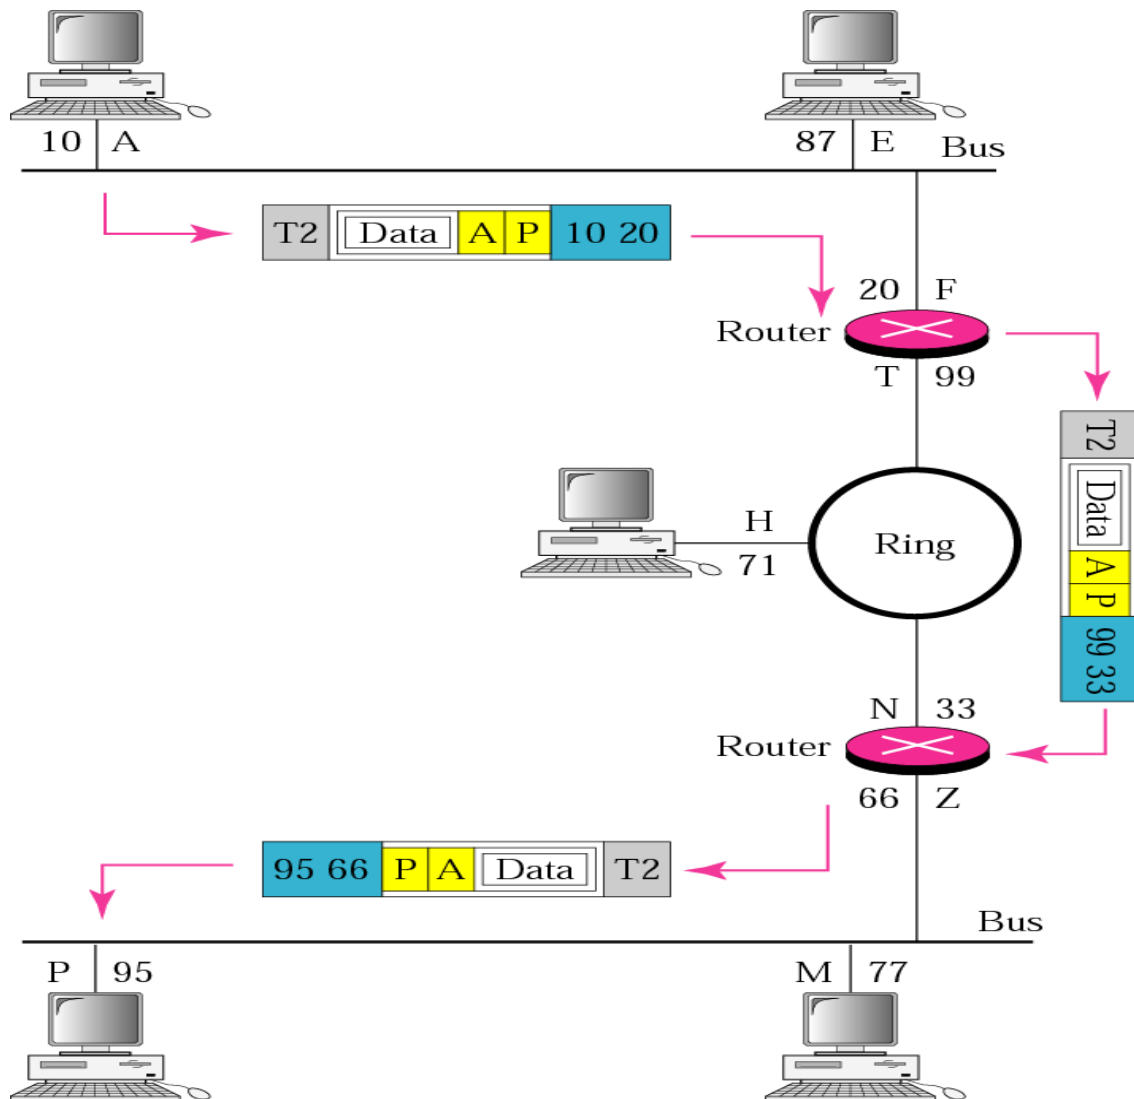 10 A
87 E
Bus
T2 Data A P 10 20
20 F
Router
T 99
T2 Data A P 99 33
H
71
Ring
N 33
Router
66 Z
95 66 P A Data T2
Bus
P 95
M 77